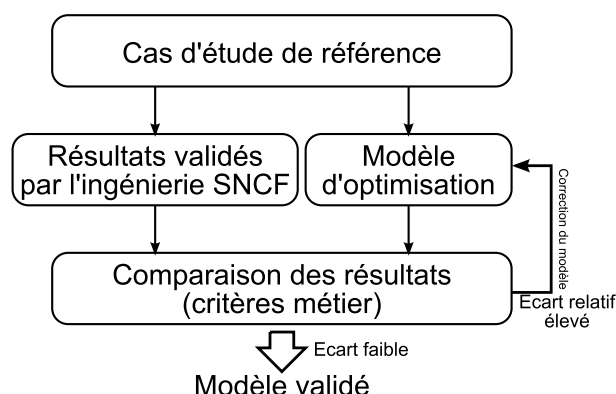 Cas d'étude de référence
Résultats validés
par l'ingénierie SNCF
Modèle
d'optimisation
Correction du modèle
Comparaison des résultats
(critères métier)
Ecart relatif
élevé
Ecart faible
Modèle validé